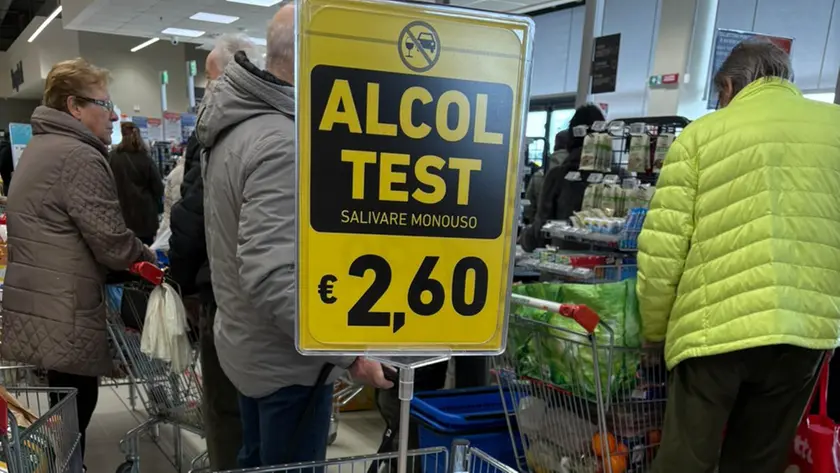 ALCOL
TEST
SALIVARE MONOUSO
€ 2,60